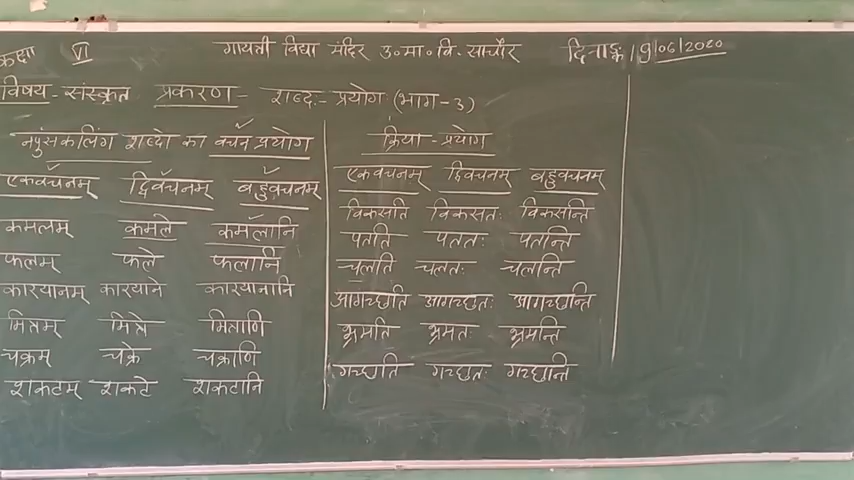 कक्षा VI गायत्री विद्या मंदिर उ.मा.वि. सांचौर दिनाङ्क 19/06/2020
विषय - संस्कृत प्रकरण - शब्द - प्रयोगः (भाग - 3)
नपुंसकलिंग शब्दो का वचन प्रयोग
एकवचनम् द्विवचनम् बहुवचनम्
कमलम् कमले कमलानि
फलम् फले फलानि
कारयानम् कारयाने कारयानानि
मित्रम् मित्रे मित्राणि
चक्रम् चक्रे चक्राणि
शकटम् शकटे शकटानि
क्रिया - प्रयोग
एकवचनम् द्विवचनम् बहुवचनम्
विकसति विकसतः विकसन्ति
पतति पततः पतन्ति
चलति चलतः चलन्ति
आगच्छति आगच्छतः आगच्छन्ति
भ्रमति भ्रमतः भ्रमन्ति
गच्छति गच्छतः गच्छन्ति